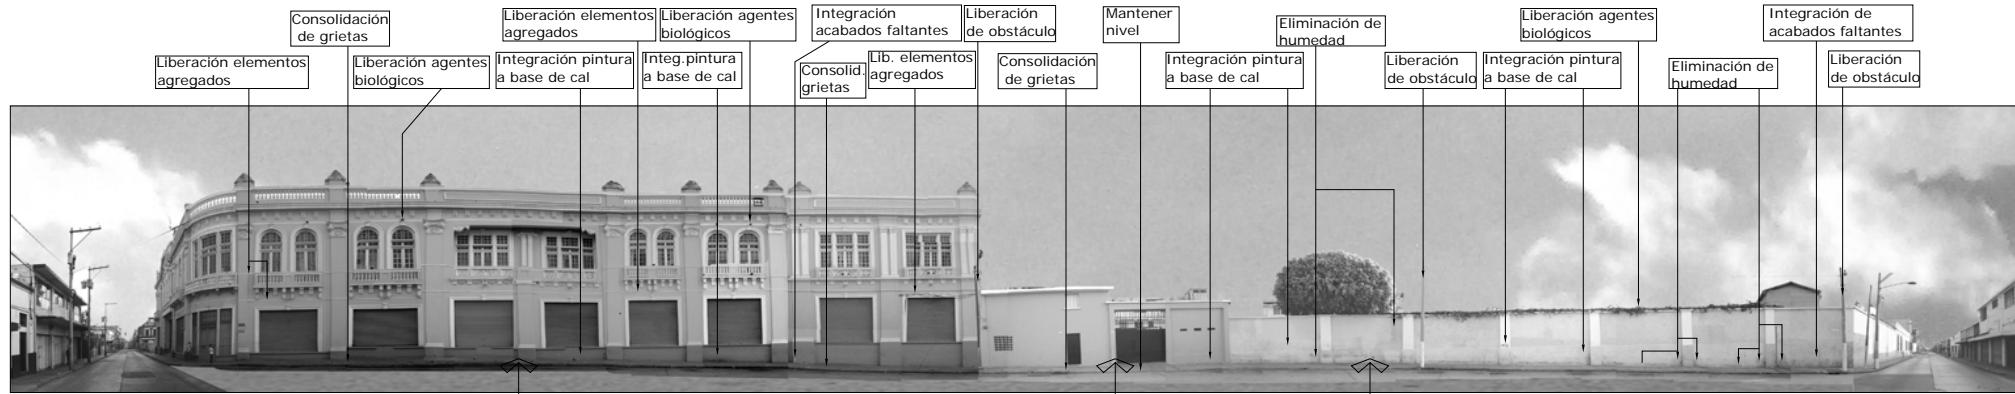 Consolidación
de grietas
Liberación elementos
agregados
Liberación agentes
biológicos
Integración
acabados faltantes
Liberación
de obstáculo
Mantener
nivel
Eliminación de
humedad
Liberación agentes
biológicos
Integración de
acabados faltantes
Liberación elementos
agregados
Liberación agentes
biológicos
Integración pintura
a base de cal
Integ.pintura
a base de cal
Consolid.
grietas
Lib. elementos
agregados
Consolidación
de grietas
Integración pintura
a base de cal
Liberación
de obstáculo
Integración pintura
a base de cal
Eliminación de
humedad
Liberación
de obstáculo